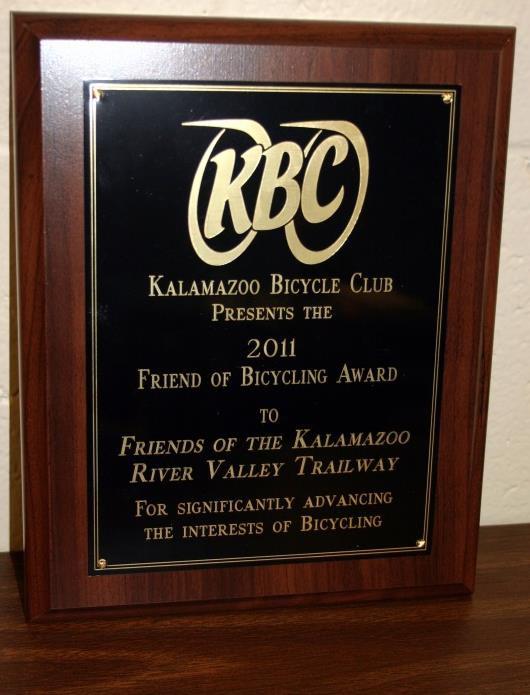 KBC
KALAMAZOO BICYCLE CLUB
PRESENTS THE
2011
FRIEND OF BICYCLING AWARD
TO
FRIENDS OF THE KALAMAZOO
RIVER VALLEY TRAILWAY
FOR SIGNIFICANTLY ADVANCING
THE INTERESTS OF BICYCLING